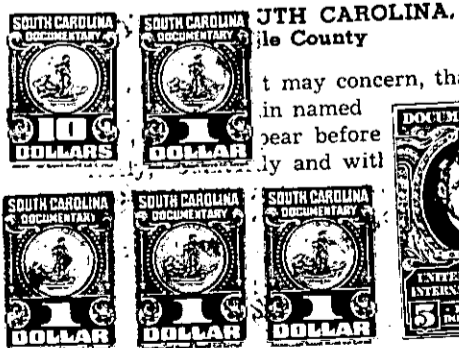 SOUTH CAROLINA
DOCUMENTARY
10
DOLLARS
SOUTH CAROLINA
DOCUMENTARY
1
DOLLAR
UTH CAROLINA,
le County
t may concern, tha
in named
pear before
ly and with
SOUTH CAROLINA
DOCUMENTARY
1
DOLLAR
SOUTH CAROLINA
DOCUMENTARY
1
DOLLAR
SOUTH CAROLINA
DOCUMENTARY
1
DOLLAR
DOCUM
UNITE
INTERN
5